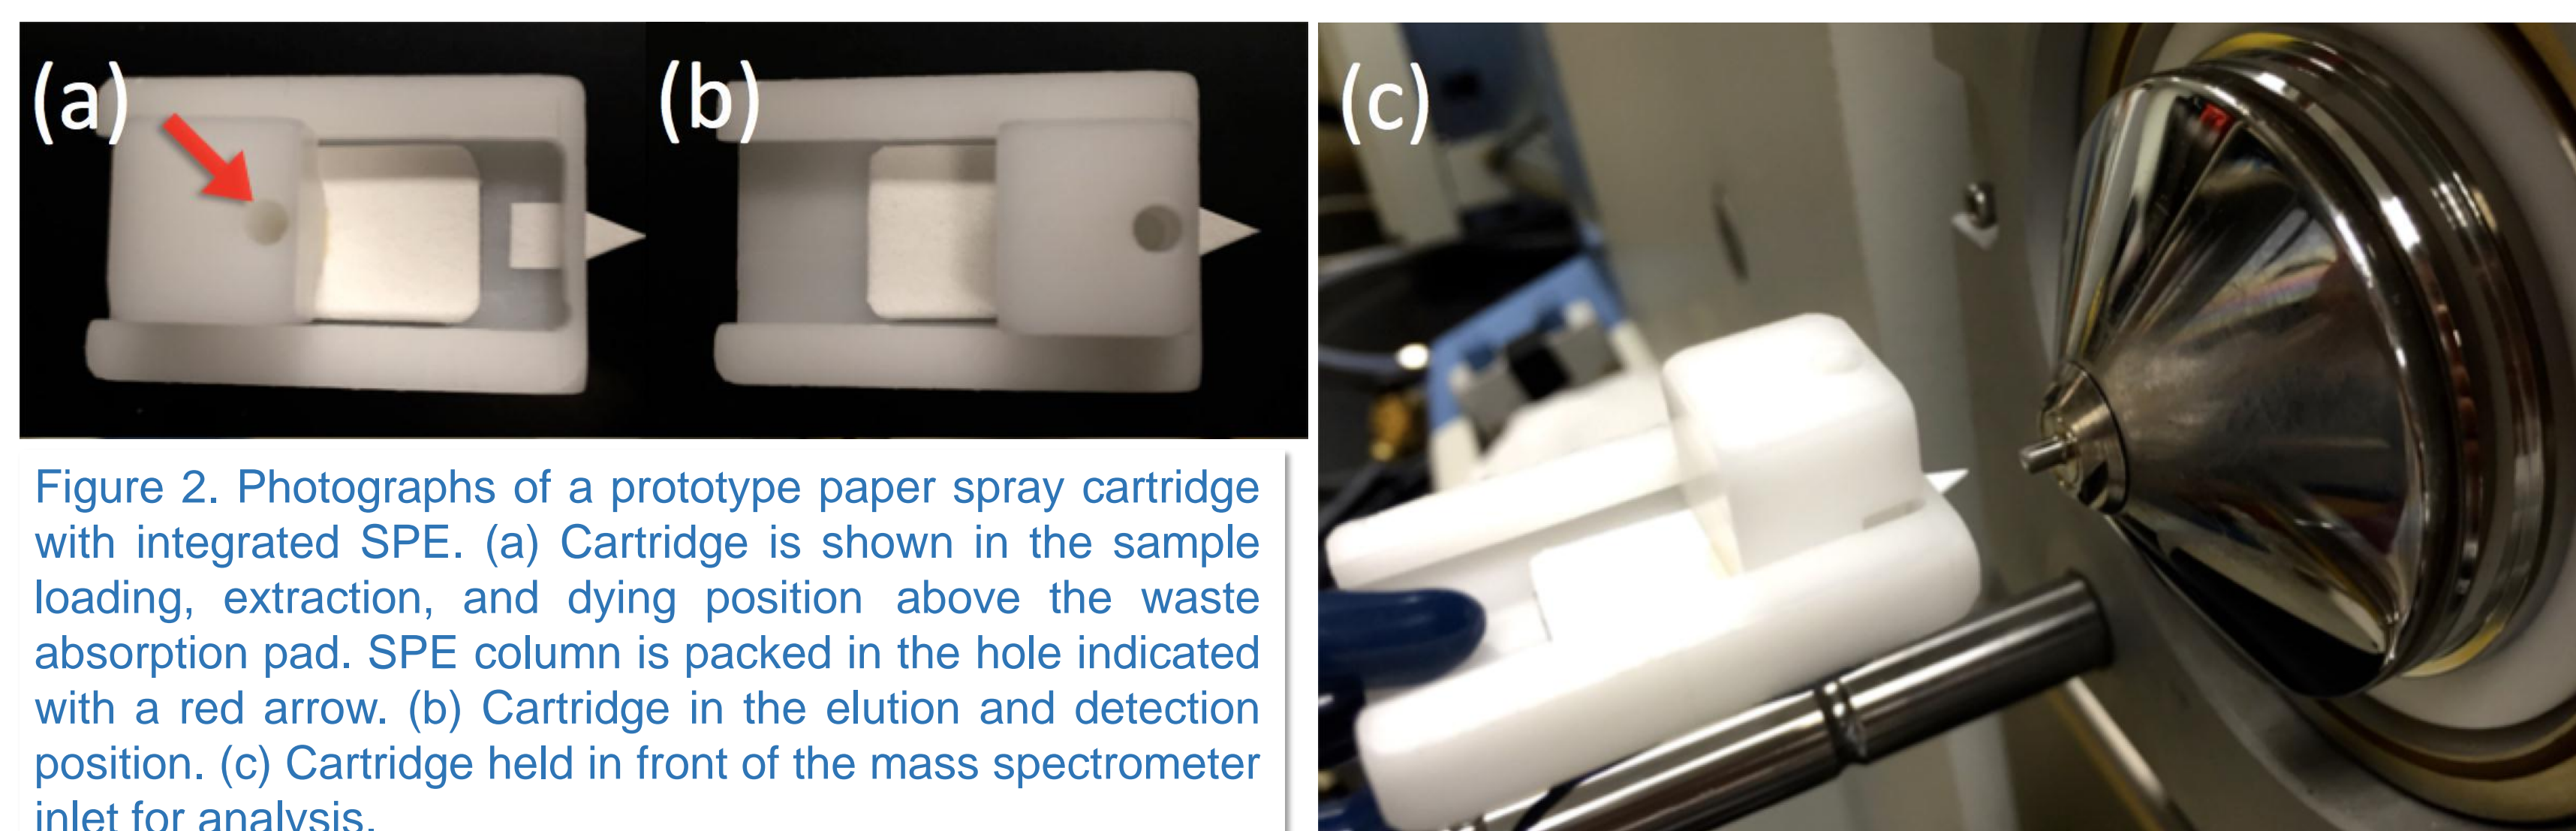 (a)
(b)
(c)
Figure 2. Photographs of a prototype paper spray cartridge
with integrated SPE. (a) Cartridge is shown in the sample
loading, extraction, and dying position above the waste
absorption pad. SPE column is packed in the hole indicated
with a red arrow. (b) Cartridge in the elution and detection
position. (c) Cartridge held in front of the mass spectrometer
inlet for analysis.